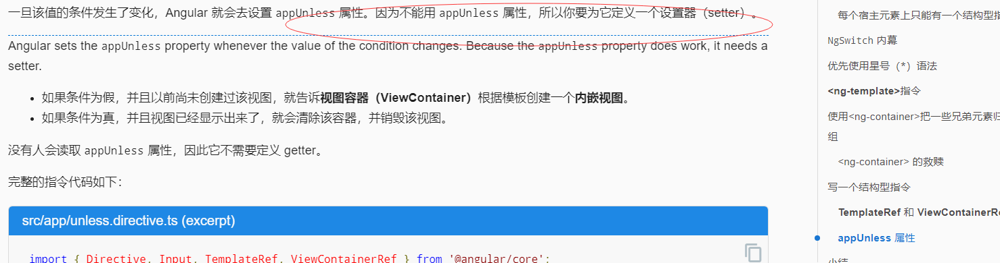 一旦该值的条件发生了变化，Angular 就会去设置 appUnless 属性。因为不能用 appUnless 属性，所以你要为它定义一个设置器（setter）。
Angular sets the appUnless property whenever the value of the condition changes. Because the appUnless property does work, it needs a
setter.
• 如果条件为假，并且以前尚未创建过该视图，就告诉视图容器（ViewContainer）根据模板创建一个内嵌视图。
• 如果条件为真，并且视图已经显示出来了，就会清除该容器，并销毁该视图。
没有人会读取 appUnless 属性，因此它不需要定义 getter。
完整的指令代码如下：
src/app/unless.directive.ts (excerpt)
import { Directive, Input, TemplateRef, ViewContainerRef } from '@angular/core';
每个宿主元素上只能有一个结构型指
NgSwitch 内幕
优先使用星号（*）语法
<ng-template>指令
使用<ng-container>把一些兄弟元素归
组
<ng-container> 的救赎
写一个结构型指令
TemplateRef 和 ViewContainerRe
appUnless 属性
小结